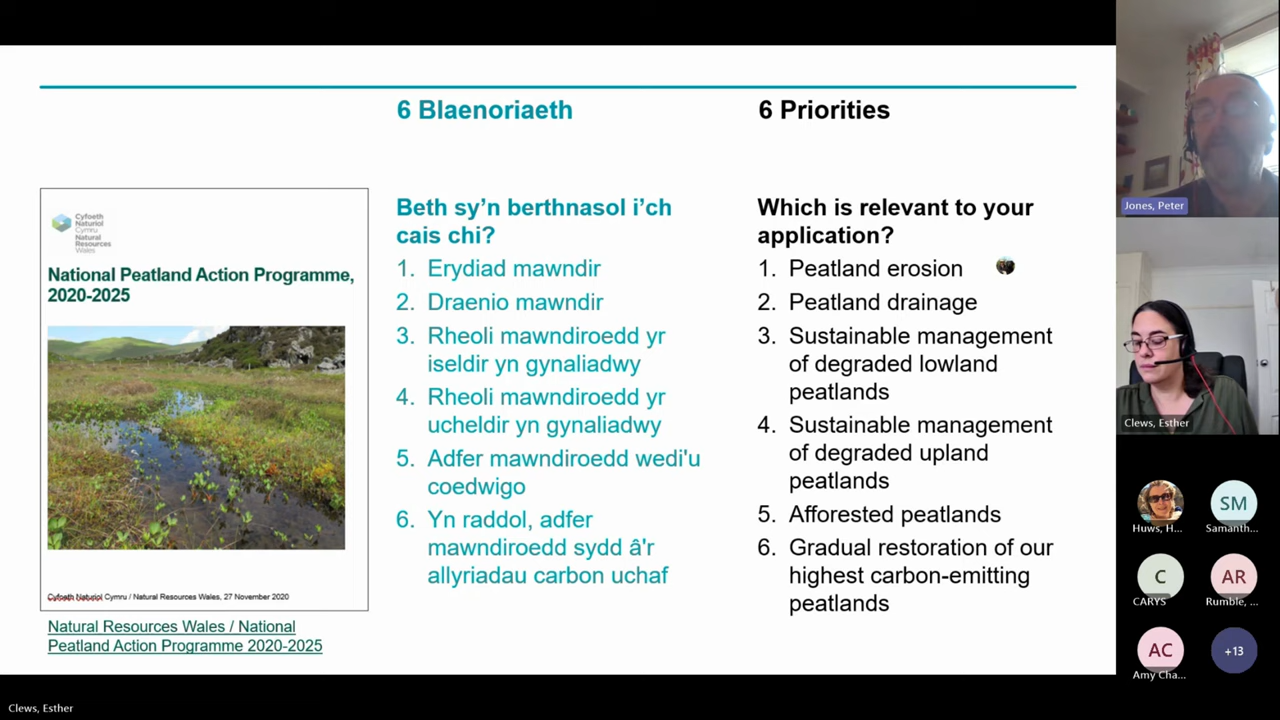 6 Blaenoriaeth
6 Priorities
Cyfoeth
Naturiol
Cymru
Natural
Resources
Wales
National Peatland Action Programme,
2020-2025
Cyfoeth Naturiol Cymru / Natural Resources Wales, 27 November 2020
Natural Resources Wales / National
Peatland Action Programme 2020-2025
Beth sy'n berthnasol i'ch
cais chi?
1. Erydiad mawndir
2. Draenio mawndir
3. Rheoli mawndiroedd yr
iseldir yn gynaliadwy
4. Rheoli mawndiroedd yr
ucheldir yn gynaliadwy
5. Adfer mawndiroedd wedi'u
coedwigo
6. Yn raddol, adfer
mawndiroedd sydd â'r
allyriadau carbon uchaf
Which is relevant to your
application?
1. Peatland erosion
2. Peatland drainage
3. Sustainable management
of degraded lowland
peatlands
4. Sustainable management
of degraded upland
peatlands
5. Afforested peatlands
6. Gradual restoration of our
highest carbon-emitting
peatlands
Jones, Peter
Clews, Esther
Huws, H...
SM
Samanth...
C
CARYS
AR
Rumble, ...
AC
Amy Cha...
+13
Clews, Esther